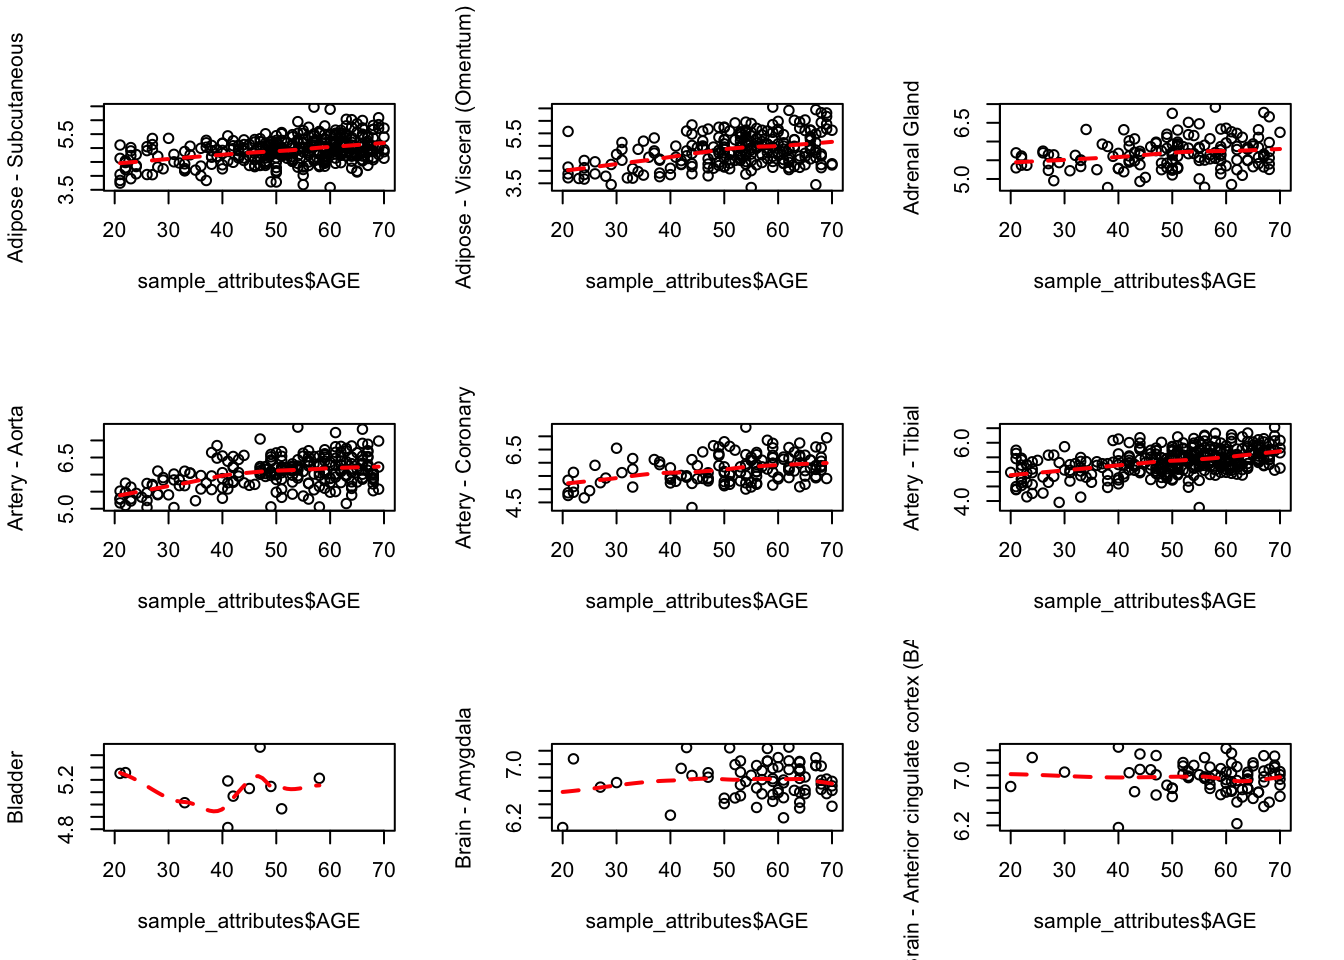 Adipose - Subcutaneous
3.5 5.5
20 30 40 50 60 70
sample_attributes$AGE
Adipose - Visceral (Omentum)
3.5 5.5
20 30 40 50 60 70
sample_attributes$AGE
Adrenal Gland
5.0 6.5
20 30 40 50 60 70
sample_attributes$AGE
Artery - Aorta
5.0 6.5
20 30 40 50 60 70
sample_attributes$AGE
Artery - Coronary
4.5 6.5
20 30 40 50 60 70
sample_attributes$AGE
Artery - Tibial
4.0 6.0
20 30 40 50 60 70
sample_attributes$AGE
Bladder
4.8 5.2
20 30 40 50 60 70
sample_attributes$AGE
Brain - Amygdala
6.2 7.0
20 30 40 50 60 70
sample_attributes$AGE
rain - Anterior cingulate cortex (BA
6.2 7.0
20 30 40 50 60 70
sample_attributes$AGE